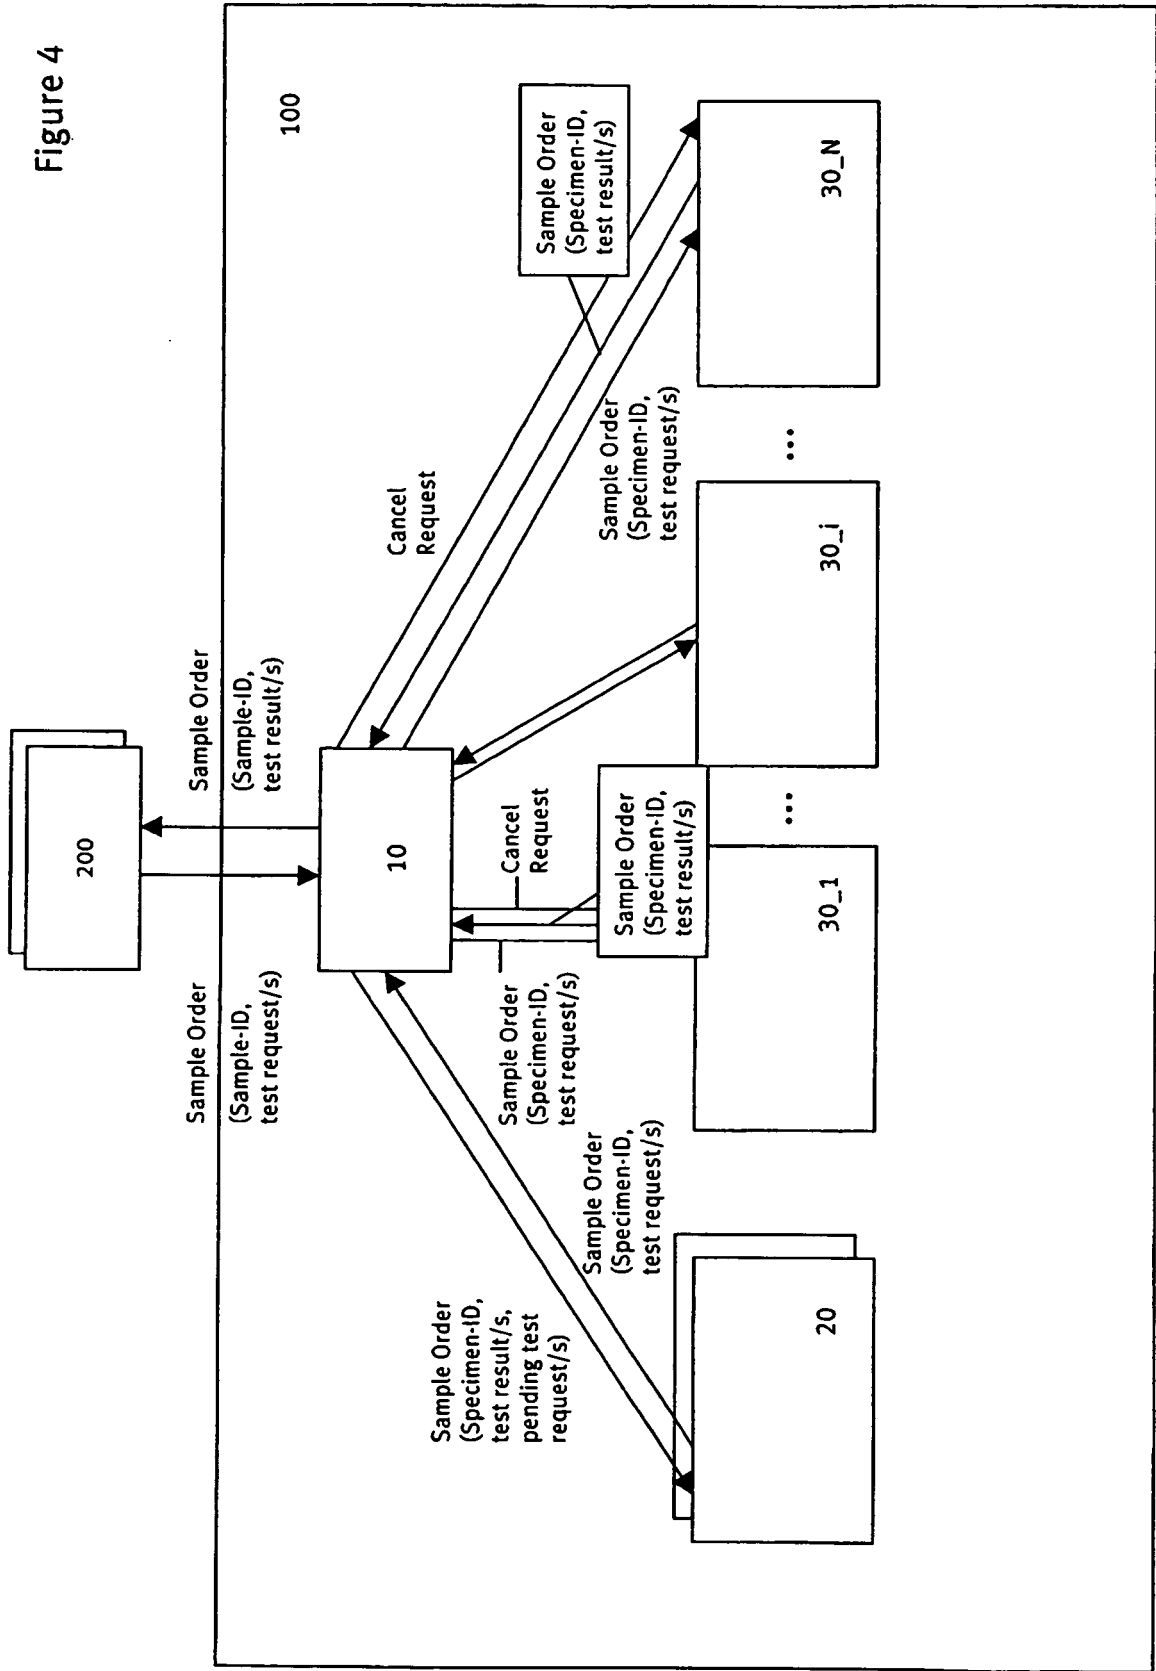 Figure 4
200
Sample Order
(Sample-ID,
test request/s)
Sample Order
(Sample-ID,
test result/s)
100
10
Sample Order
(Specimen-ID,
test result/s,
pending test
request/s)
Sample Order
(Specimen-ID,
test request/s)
Sample Order
(Specimen-ID,
test request/s)
Cancel
Request
Sample Order
(Specimen-ID,
test result/s)
Cancel
Request
Sample Order
(Specimen-ID,
test result/s)
Sample Order
(Specimen-ID,
test request/s)
20
30_1
...
30_i
...
30_N